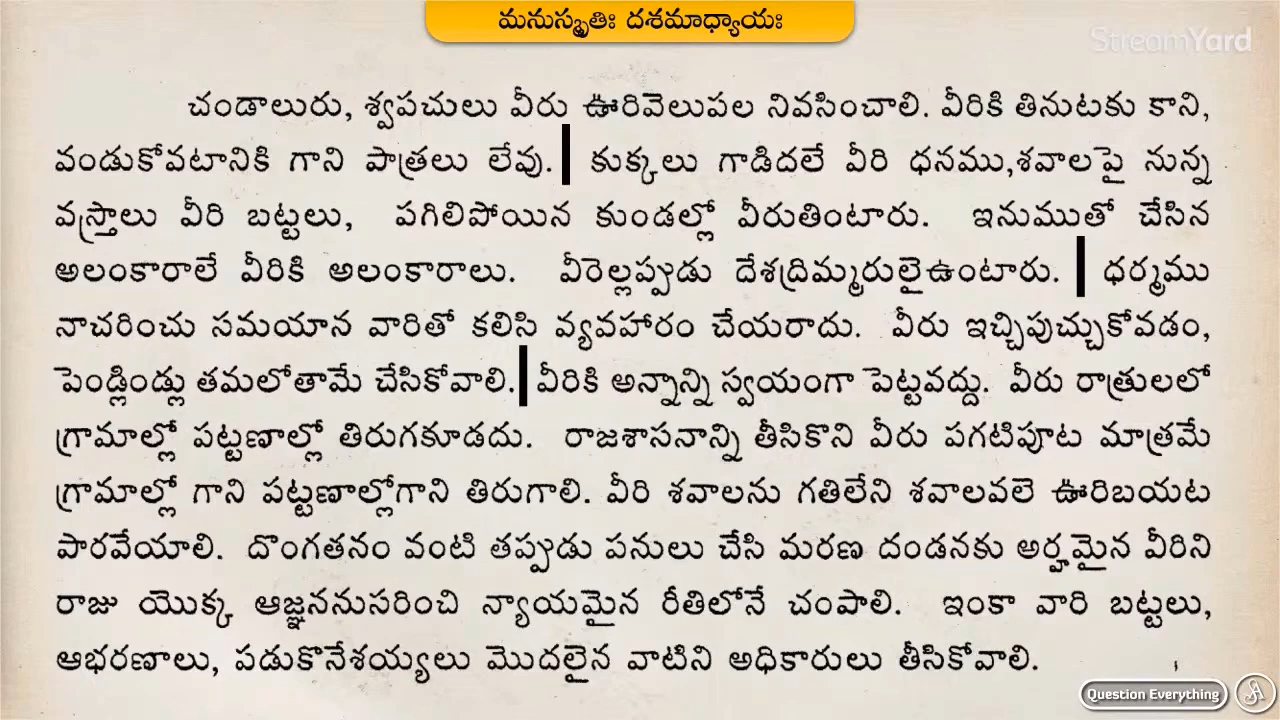 మనుస్మృతిః దశమాధ్యాయః
StreamYard
చండాలురు, శ్వపచులు వీరు ఊరివెలుపల నివసించాలి. వీరికి తినుటకు కాని,
వండుకోవటానికి గాని పాత్రలు లేవు. కుక్కలు గాడిదలే వీరి ధనము,శవాలపై నున్న
వస్త్రాలు వీరి బట్టలు, పగిలిపోయిన కుండల్లో వీరుతింటారు. ఇనుముతో చేసిన
అలంకారాలే వీరికి అలంకారాలు. వీరెల్లప్పుడు దేశద్రిమ్మరులైఉంటారు. ధర్మము
నాచరించు సమయాన వారితో కలిసి వ్యవహారం చేయరాదు. వీరు ఇచ్చిపుచ్చుకోవడం,
పెండ్లిండ్లు తమలోతామే చేసికోవాలి. వీరికి అన్నాన్ని స్వయంగా పెట్టవద్దు. వీరు రాత్రులలో
గ్రామాల్లో పట్టణాల్లో తిరుగకూడదు. రాజశాసనాన్ని తీసికొని వీరు పగటిపూట మాత్రమే
గ్రామాల్లో గాని పట్టణాల్లోగాని తిరుగాలి. వీరి శవాలను గతిలేని శవాలవలె ఊరిబయట
పారవేయాలి. దొంగతనం వంటి తప్పుడు పనులు చేసి మరణ దండనకు అర్హమైన వీరిని
రాజు యొక్క ఆజ్ఞననుసరించి న్యాయమైన రీతిలోనే చంపాలి. ఇంకా వారి బట్టలు,
ఆభరణాలు, పడుకొనేశయ్యలు మొదలైన వాటిని అధికారులు తీసికోవాలి.
Question Everything